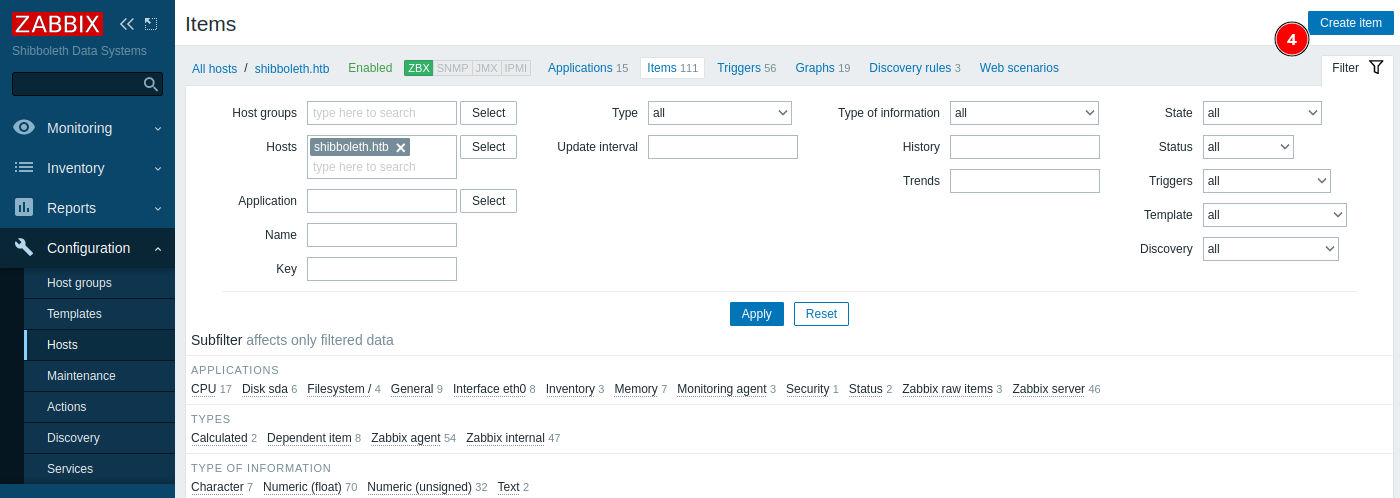 ZABBIX
Shibboleth Data Systems
Monitoring
Inventory
Reports
Configuration
Host groups
Templates
Hosts
Maintenance
Actions
Discovery
Services
Items
Create item
4
All hosts / shibboleth.htb Enabled ZBX SNMP JMX IPMI Applications 15 Items 111 Triggers 56 Graphs 19 Discovery rules 3 Web scenarios
Filter
Host groups type here to search Select Type all Type of information all State all
Hosts shibboleth.htb type here to search Select Update interval History Status all
Trends Triggers all
Application Select Template all
Name Discovery all
Key
Apply Reset
Subfilter affects only filtered data
APPLICATIONS
CPU 17 Disk sda 6 Filesystem / 4 General 9 Interface eth0 8 Inventory 3 Memory 7 Monitoring agent 3 Security 1 Status 2 Zabbix raw items 3 Zabbix server 46
TYPES
Calculated 2 Dependent item 8 Zabbix agent 54 Zabbix internal 47
TYPE OF INFORMATION
Character 7 Numeric (float) 70 Numeric (unsigned) 32 Text 2